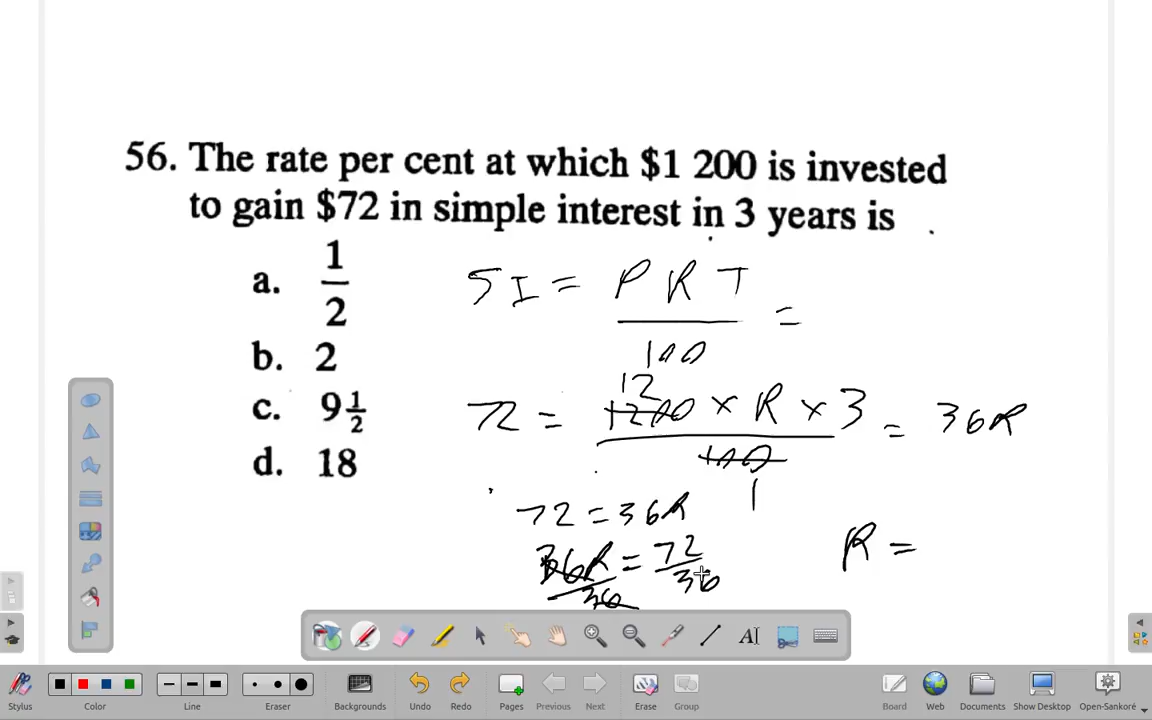 56. The rate per cent at which $1 200 is invested
to gain $72 in simple interest in 3 years is
a. 1/2
b. 2
c. 9 1/2
d. 18
SI = PRT/100 =
72 = 1200 12 × R × 3 / 100 1 = 36R
72 = 36R
36R/36 = 72/36
R =
Stylus
Color
Line
Eraser
Backgrounds
Undo
Redo
Pages
Previous
Next
Erase
Group
Board
Web
Documents
Show Desktop
Open-Sankoré